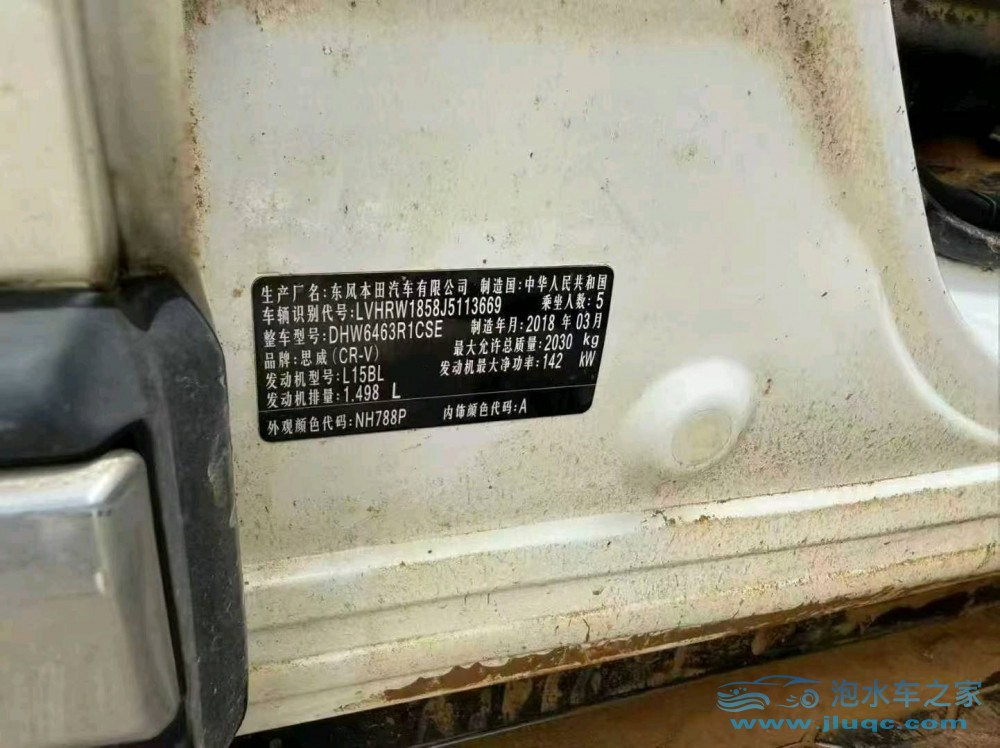 生产厂名:东风本田汽车有限公司 制造国:中华人民共和国
车辆识别代号:LVHRW1858J5113669 乘坐人数:5
整车型号:DHW6463R1CSE 制造年月:2018 年 03月
品牌:思威(CR-V) 最大允许总质量:2030 kg
发动机型号:L15BL 发动机最大净功率:142 kW
发动机排量:1.498 L
外观颜色代码:NH788P 内饰颜色代码:A
泡水车之家
www.jluqc.com